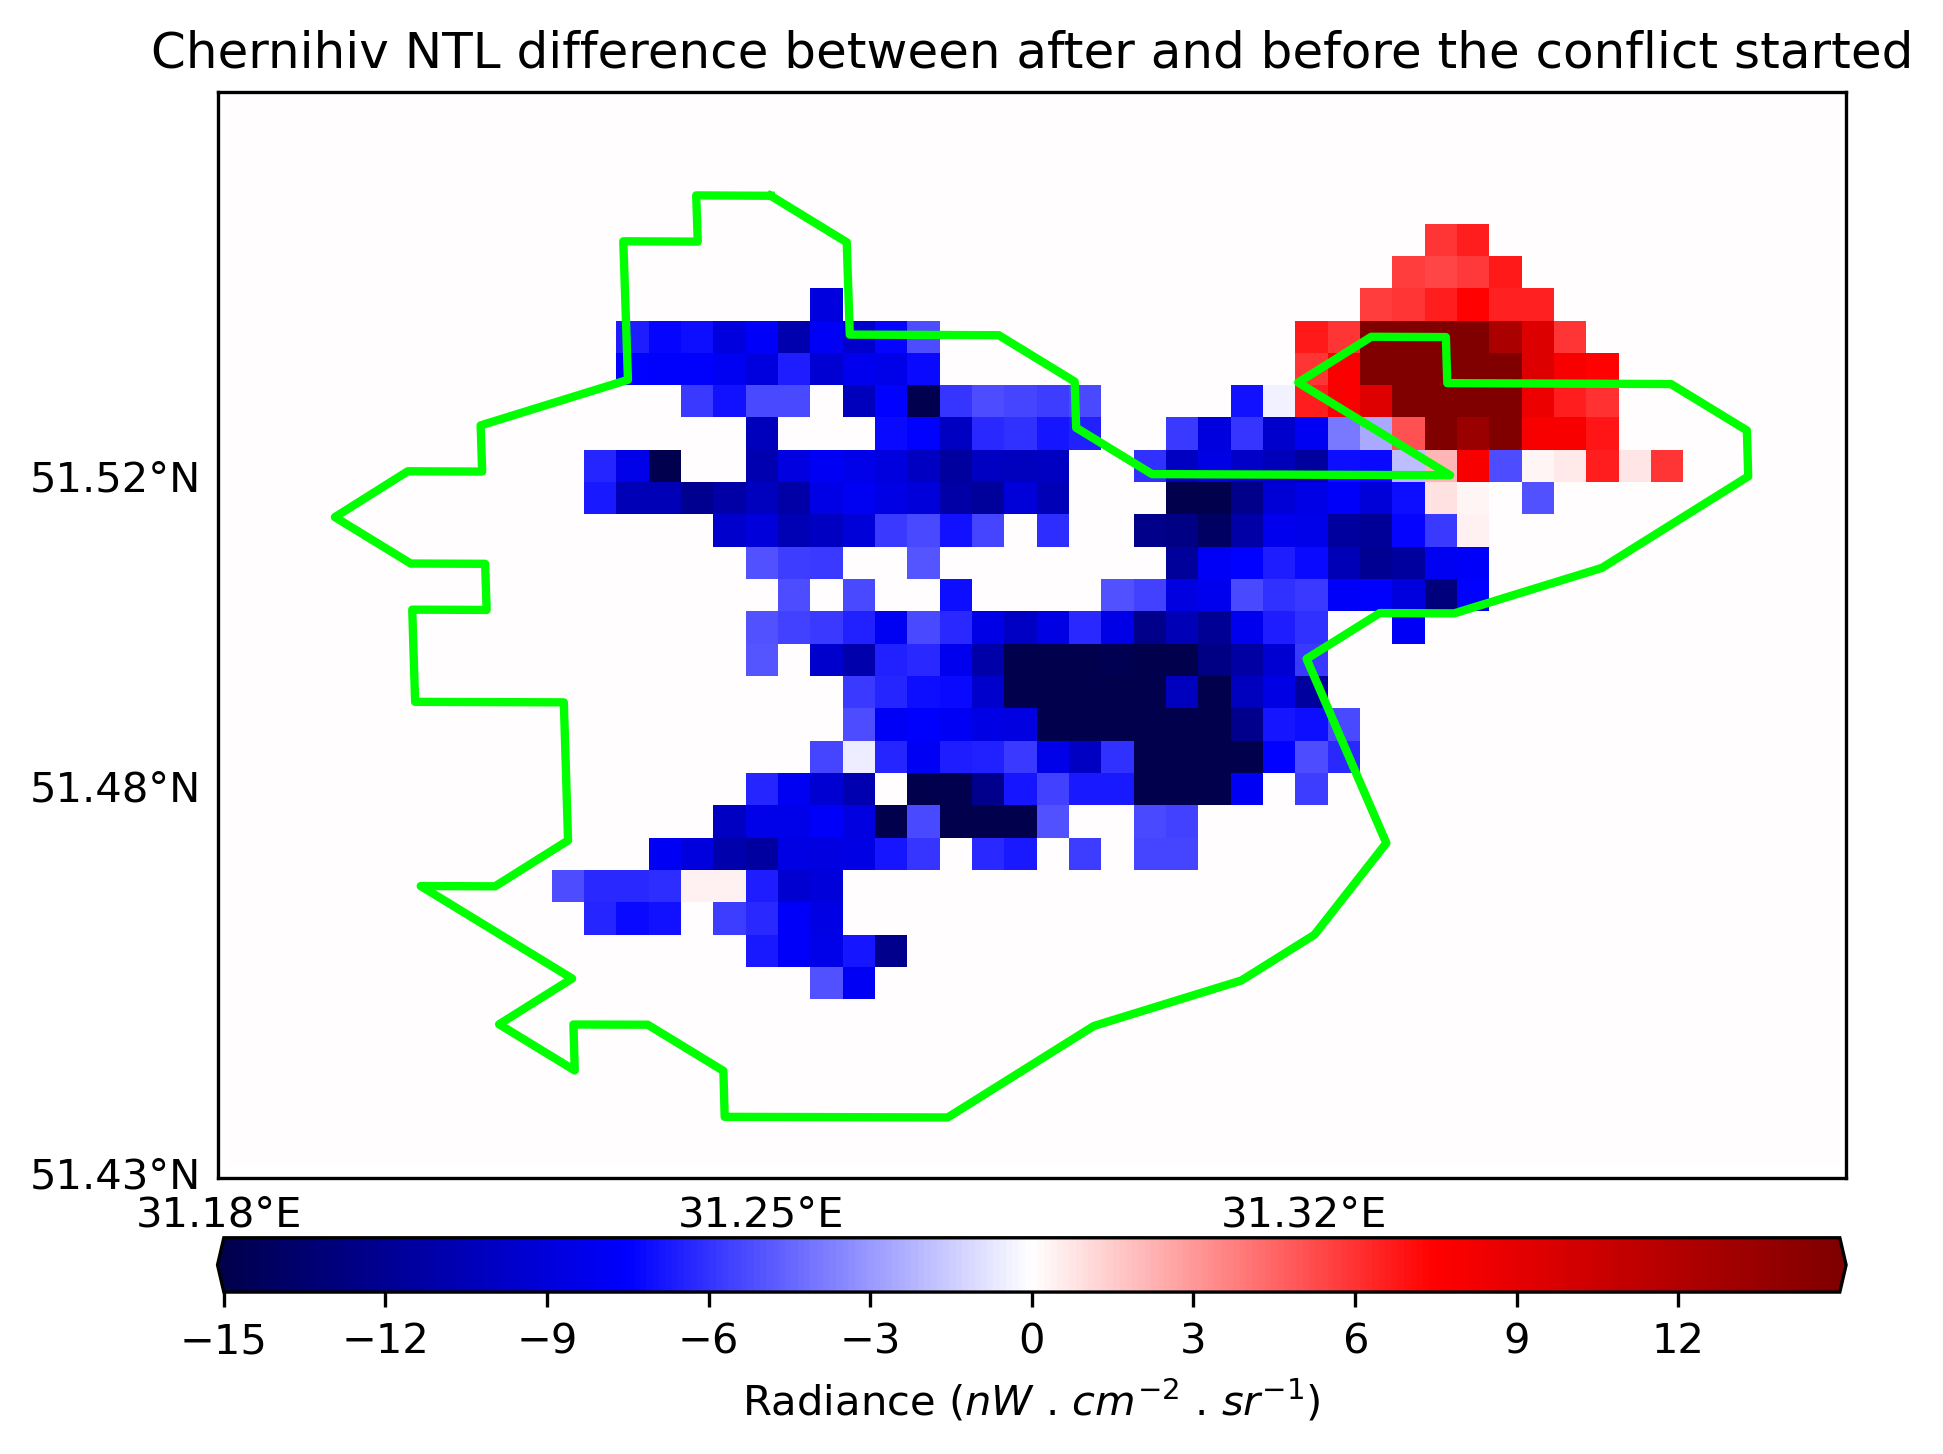 Chernihiv NTL difference between after and before the conflict started
51.52°N
51.48°N
51.43°N
31.18°E 31.25°E 31.32°E
−15 −12 −9 −6 −3 0 3 6 9 12
Radiance (nW . cm⁻² . sr⁻¹)